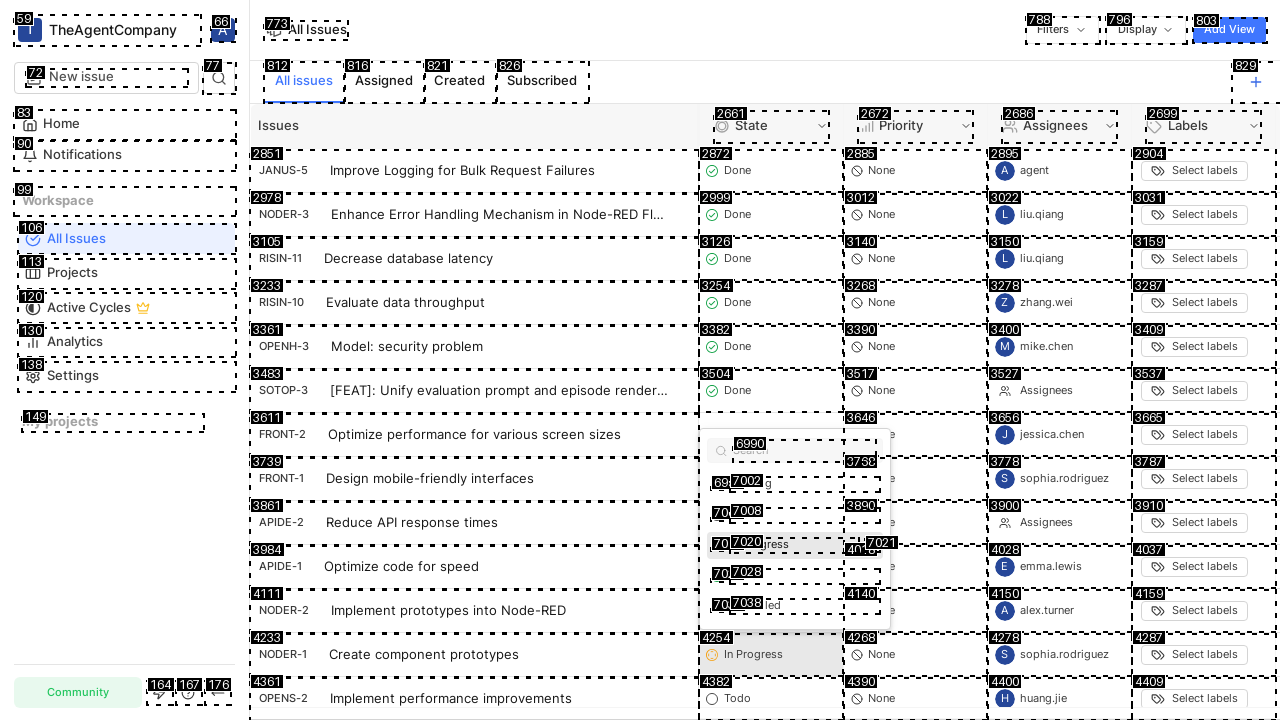 TheAgentCompany
New issue
Home
Notifications
Workspace
All Issues
Projects
Active Cycles
Analytics
Settings
My projects
Community
All Issues
Filters
Display
Add View
All issues
Assigned
Created
Subscribed
Issues
State
Priority
Assignees
Labels
JANUS-5 Improve Logging for Bulk Request Failures Done None A agent Select labels
NODER-3 Enhance Error Handling Mechanism in Node-RED Fl... Done None L liu.qiang Select labels
RISIN-11 Decrease database latency Done None L liu.qiang Select labels
RISIN-10 Evaluate data throughput Done None Z zhang.wei Select labels
OPENH-3 Model: security problem Done None M mike.chen Select labels
SOTOP-3 [FEAT]: Unify evaluation prompt and episode render... Done None Assignees Select labels
FRONT-2 Optimize performance for various screen sizes J jessica.chen Select labels
FRONT-1 Design mobile-friendly interfaces S sophia.rodriguez Select labels
APIDE-2 Reduce API response times Assignees Select labels
APIDE-1 Optimize code for speed E emma.lewis Select labels
NODER-2 Implement prototypes into Node-RED A alex.turner Select labels
NODER-1 Create component prototypes In Progress None S sophia.rodriguez Select labels
OPENS-2 Implement performance improvements Todo None H huang.jie Select labels
Search
59
66
72
77
83
90
99
106
113
120
130
138
149
164
167
176
773
788
796
803
812
816
821
826
829
2661
2672
2686
2699
2851
2872
2885
2895
2904
2978
2999
3012
3022
3031
3105
3126
3140
3150
3159
3233
3254
3268
3278
3287
3361
3382
3390
3400
3409
3483
3504
3517
3527
3537
3611
3646
3656
3665
3739
3778
3787
3861
3890
3900
3910
3984
4028
4037
4111
4140
4150
4159
4233
4254
4268
4278
4287
4361
4382
4390
4400
4409
6990
7002
7008
7020
7021
7028
7038